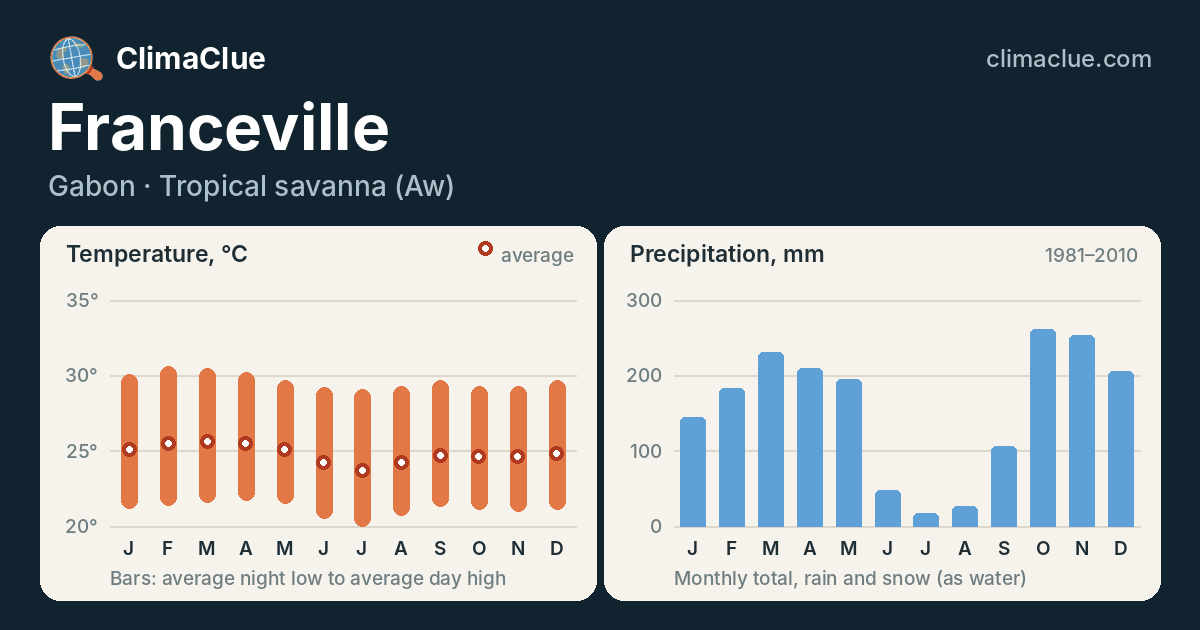 ClimaClue
climaclue.com
Franceville
Gabon · Tropical savanna (Aw)
Temperature, °C
average
35°
30°
25°
20°
J F M A M J J A S O N D
Bars: average night low to average day high
Precipitation, mm
1981–2010
300
200
100
0
J F M A M J J A S O N D
Monthly total, rain and snow (as water)